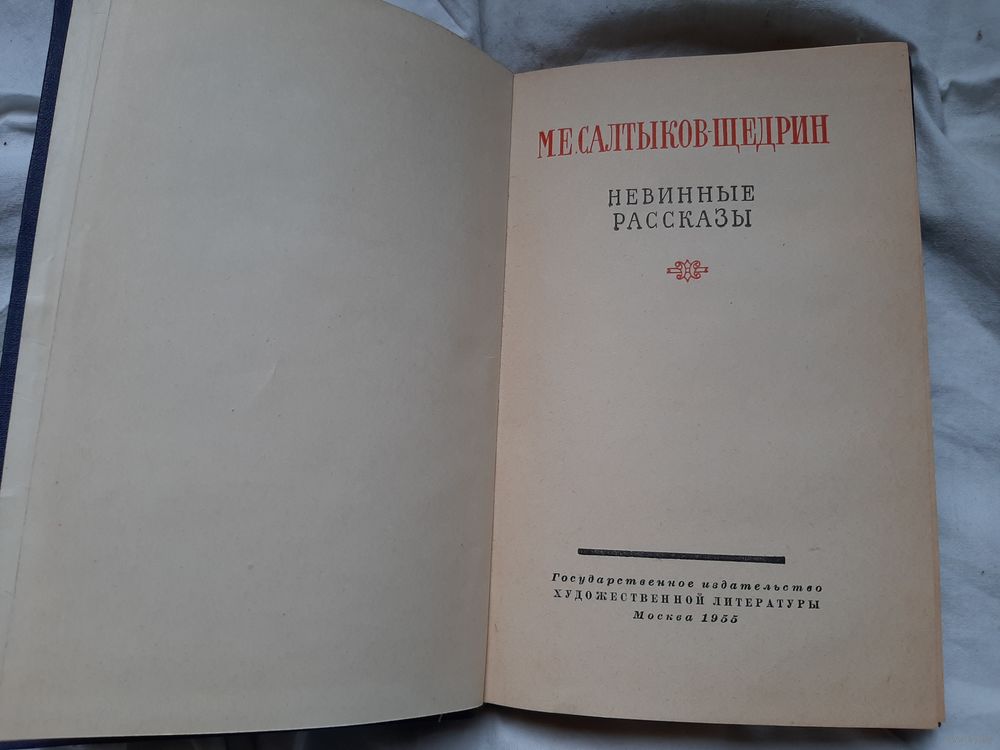 М.Е.САЛТЫКОВ-ЩЕДРИН
НЕВИННЫЕ
РАССКАЗЫ
Государственное издательство
ХУДОЖЕСТВЕННОЙ ЛИТЕРАТУРЫ
Москва 1955